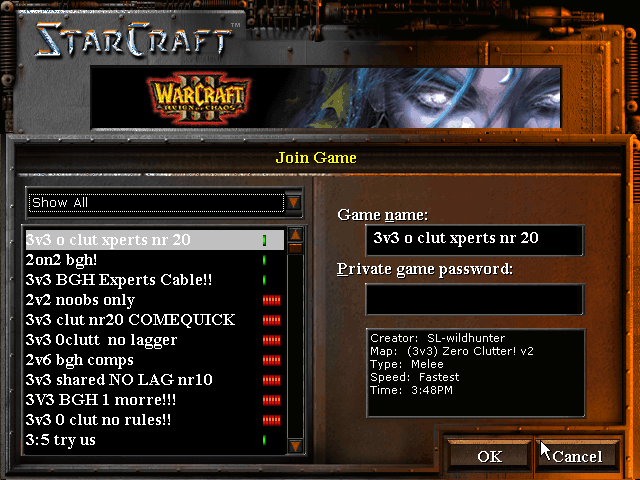 STARCRAFT™
WARCRAFT
III
REIGN OF CHAOS
Join Game
Show All
3v3 o clut xperts nr 20
2on2 bgh!
3v3 BGH Experts Cable!!
2v2 noobs only
3v3 clut nr20 COMEQUICK
3v3 0clutt  no lagger
2v6 bgh comps
3v3 shared NO LAG nr10
3V3 BGH 1 morre!!!
3v3 0 clut no rules!!
3:5 try us
Game name:
3v3 o clut xperts nr 20
Private game password:
Creator:  SL-wildhunter
Map:  (3v3) Zero Clutter! v2
Type:  Melee
Speed:  Fastest
Time:  3:48PM
OK
Cancel